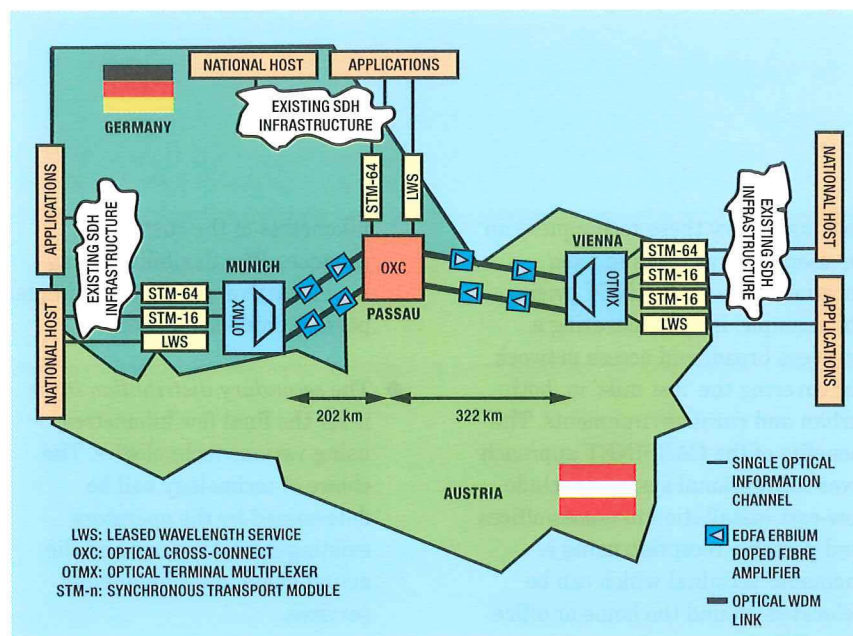 NATIONAL HOST
APPLICATIONS
GERMANY
EXISTING SDH
INFRASTRUCTURE
STM-64
LWS
APPLICATIONS
NATIONAL HOST
EXISTING SDH
INFRASTRUCTURE
MUNICH
STM-64
STM-16
LWS
OTMX
OXC
PASSAU
VIENNA
OTMX
STM-64
STM-16
STM-16
LWS
EXISTING SDH
INFRASTRUCTURE
NATIONAL HOST
APPLICATIONS
202 km
322 km
AUSTRIA
LWS: LEASED WAVELENGTH SERVICE
OXC: OPTICAL CROSS-CONNECT
OTMX: OPTICAL TERMINAL MULTIPLEXER
STM-n: SYNCHRONOUS TRANSPORT MODULE
SINGLE OPTICAL
INFORMATION
CHANNEL
EDFA ERBIUM
DOPED FIBRE
AMPLIFIER
OPTICAL WDM
LINK